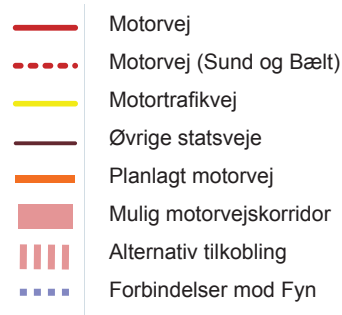 Motorvej
Motorvej (Sund og Bælt)
Motortrafikvej
Øvrige statsveje
Planlagt motorvej
Mulig motorvejskorridor
Alternativ tilkobling
Forbindelser mod Fyn